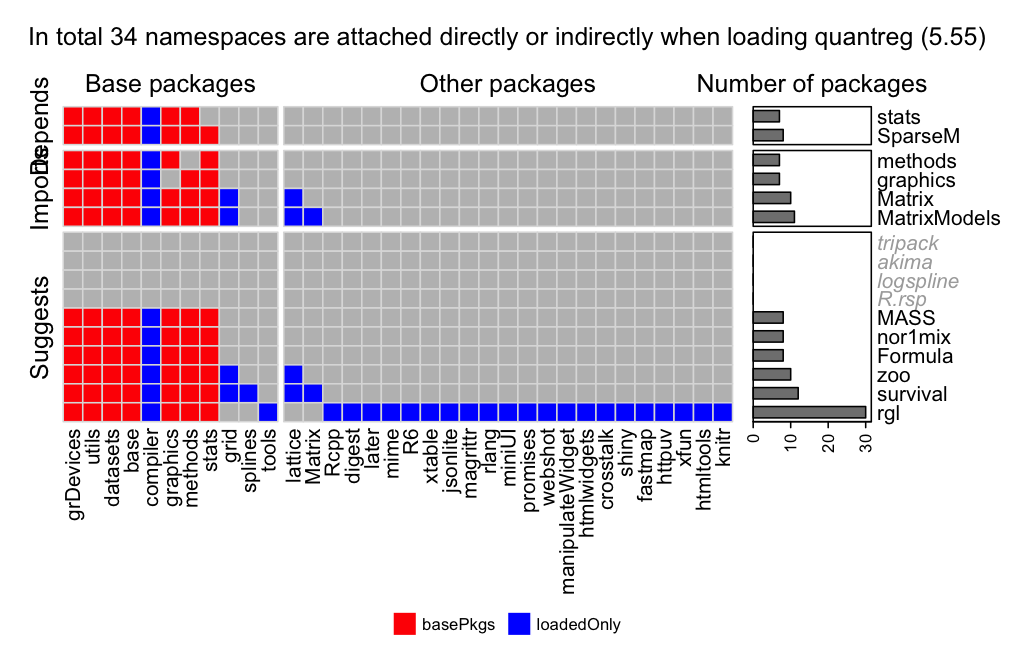 In total 34 namespaces are attached directly or indirectly when loading quantreg (5.55)
Base packages
Other packages
Number of packages
Depends
Imports
Suggests
stats
SparseM
methods
graphics
Matrix
MatrixModels
tripack
akima
logspline
R.rsp
MASS
nor1mix
Formula
zoo
survival
rgl
0
10
20
30
grDevices
utils
datasets
base
compiler
graphics
methods
stats
grid
splines
tools
lattice
Matrix
Rcpp
digest
later
mime
R6
xtable
jsonlite
magrittr
rlang
miniUI
promises
webshot
manipulateWidget
htmlwidgets
crosstalk
shiny
fastmap
httpuv
xfun
htmltools
knitr
basePkgs
loadedOnly